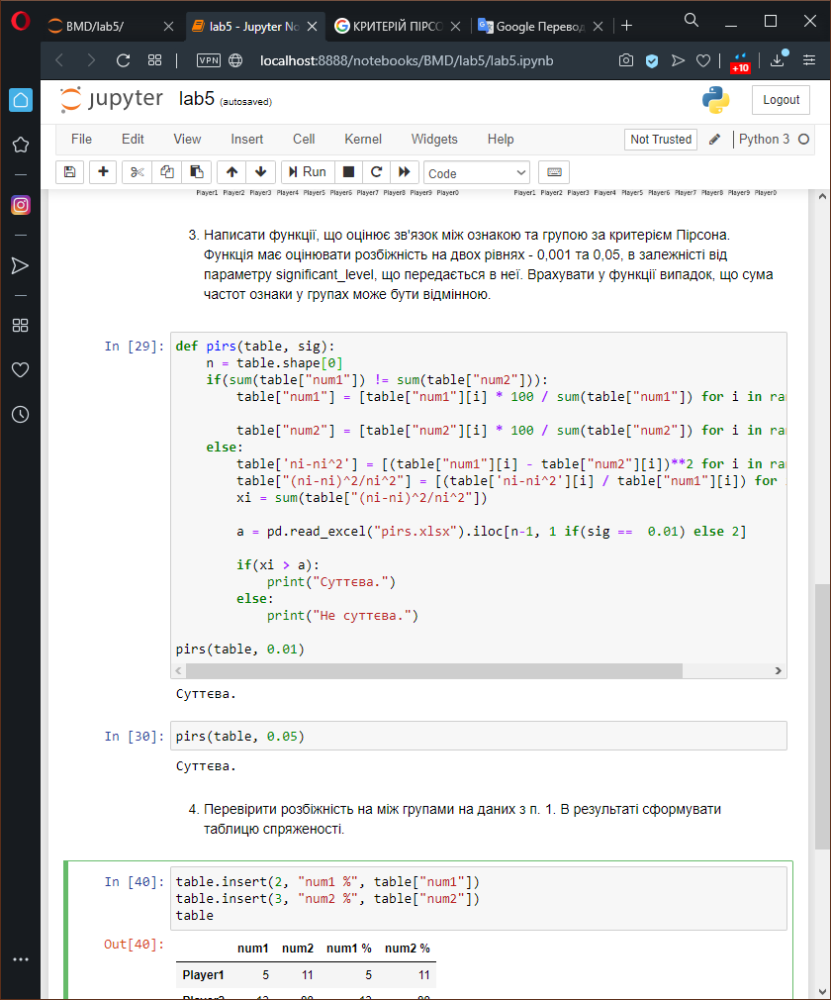 BMD/lab5/
lab5 - Jupyter No
КРИТЕРІЙ ПІРСО
Google Перевод
VPN
localhost:8888/notebooks/BMD/lab5/lab5.ipynb
+10
jupyter lab5 (autosaved)
Logout
File Edit View Insert Cell Kernel Widgets Help
Not Trusted
Python 3
Run
Code
Player1 Player2 Player3 Player4 Player5 Player6 Player7 Player8 Player9 Player0
Player1 Player2 Player3 Player4 Player5 Player6 Player7 Player8 Player9 Player0
3. Написати функції, що оцінює зв'язок між ознакою та групою за критерієм Пірсона.
Функція має оцінювати розбіжність на двох рівнях - 0,001 та 0,05, в залежністі від
параметру significant_level, що передається в неї. Врахувати у функції випадок, що сума
частот ознаки у групах може бути відмінною.
In [29]:
def pirs(table, sig):
    n = table.shape[0]
    if(sum(table["num1"]) != sum(table["num2"])):
        table["num1"] = [table["num1"][i] * 100 / sum(table["num1"]) for i in ra
        table["num2"] = [table["num2"][i] * 100 / sum(table["num2"]) for i in ra
    else:
        table['ni-ni^2'] = [(table["num1"][i] - table["num2"][i])**2 for i in ra
        table["(ni-ni)^2/ni^2"] = [(table['ni-ni^2'][i] / table["num1"][i]) for
        xi = sum(table["(ni-ni)^2/ni^2"])
        a = pd.read_excel("pirs.xlsx").iloc[n-1, 1 if(sig ==  0.01) else 2]
        if(xi > a):
            print("Суттєва.")
        else:
            print("Не суттєва.")
pirs(table, 0.01)
Суттєва.
In [30]:
pirs(table, 0.05)
Суттєва.
4. Перевірити розбіжність на між групами на даних з п. 1. В результаті сформувати
таблицю спряженості.
In [40]:
table.insert(2, "num1 %", table["num1"])
table.insert(3, "num2 %", table["num2"])
table
Out[40]:
num1 num2 num1 % num2 %
Player1 5 11 5 11